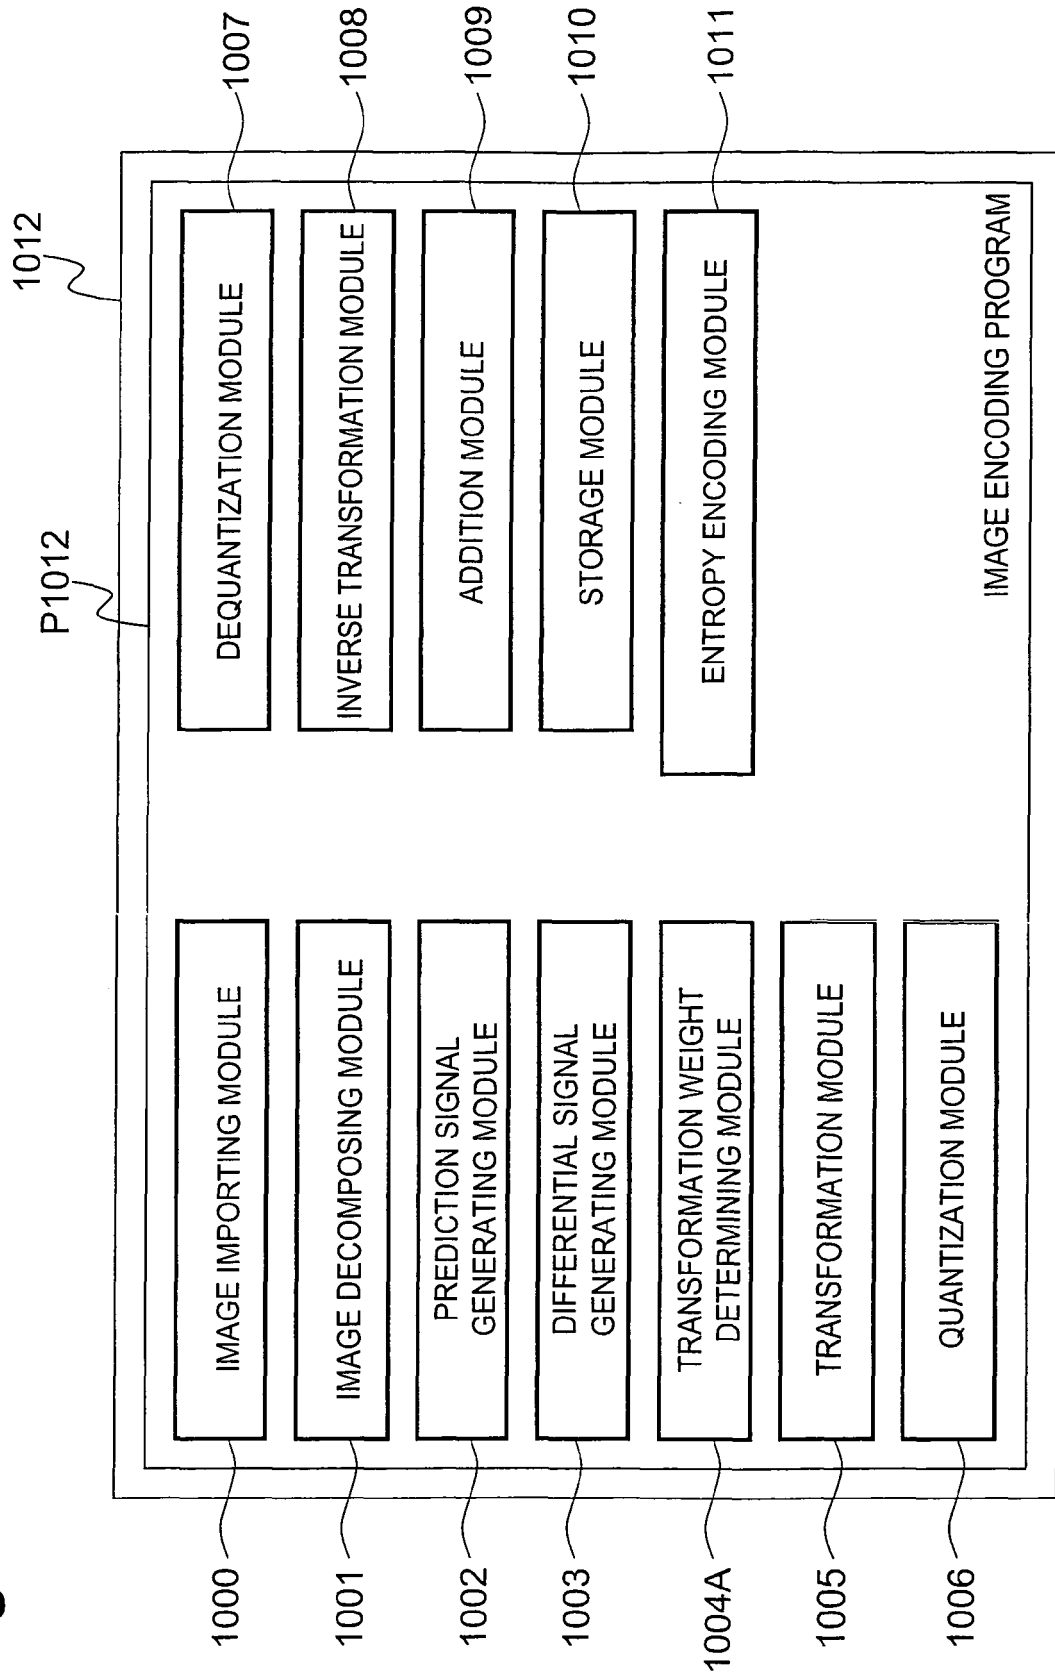 1012
P1012
1000
IMAGE IMPORTING MODULE
1001
IMAGE DECOMPOSING MODULE
1002
PREDICTION SIGNAL
GENERATING MODULE
1003
DIFFERENTIAL SIGNAL
GENERATING MODULE
1004A
TRANSFORMATION WEIGHT
DETERMINING MODULE
1005
TRANSFORMATION MODULE
1006
QUANTIZATION MODULE
DEQUANTIZATION MODULE
1007
INVERSE TRANSFORMATION MODULE
1008
ADDITION MODULE
1009
STORAGE MODULE
1010
ENTROPY ENCODING MODULE
1011
IMAGE ENCODING PROGRAM